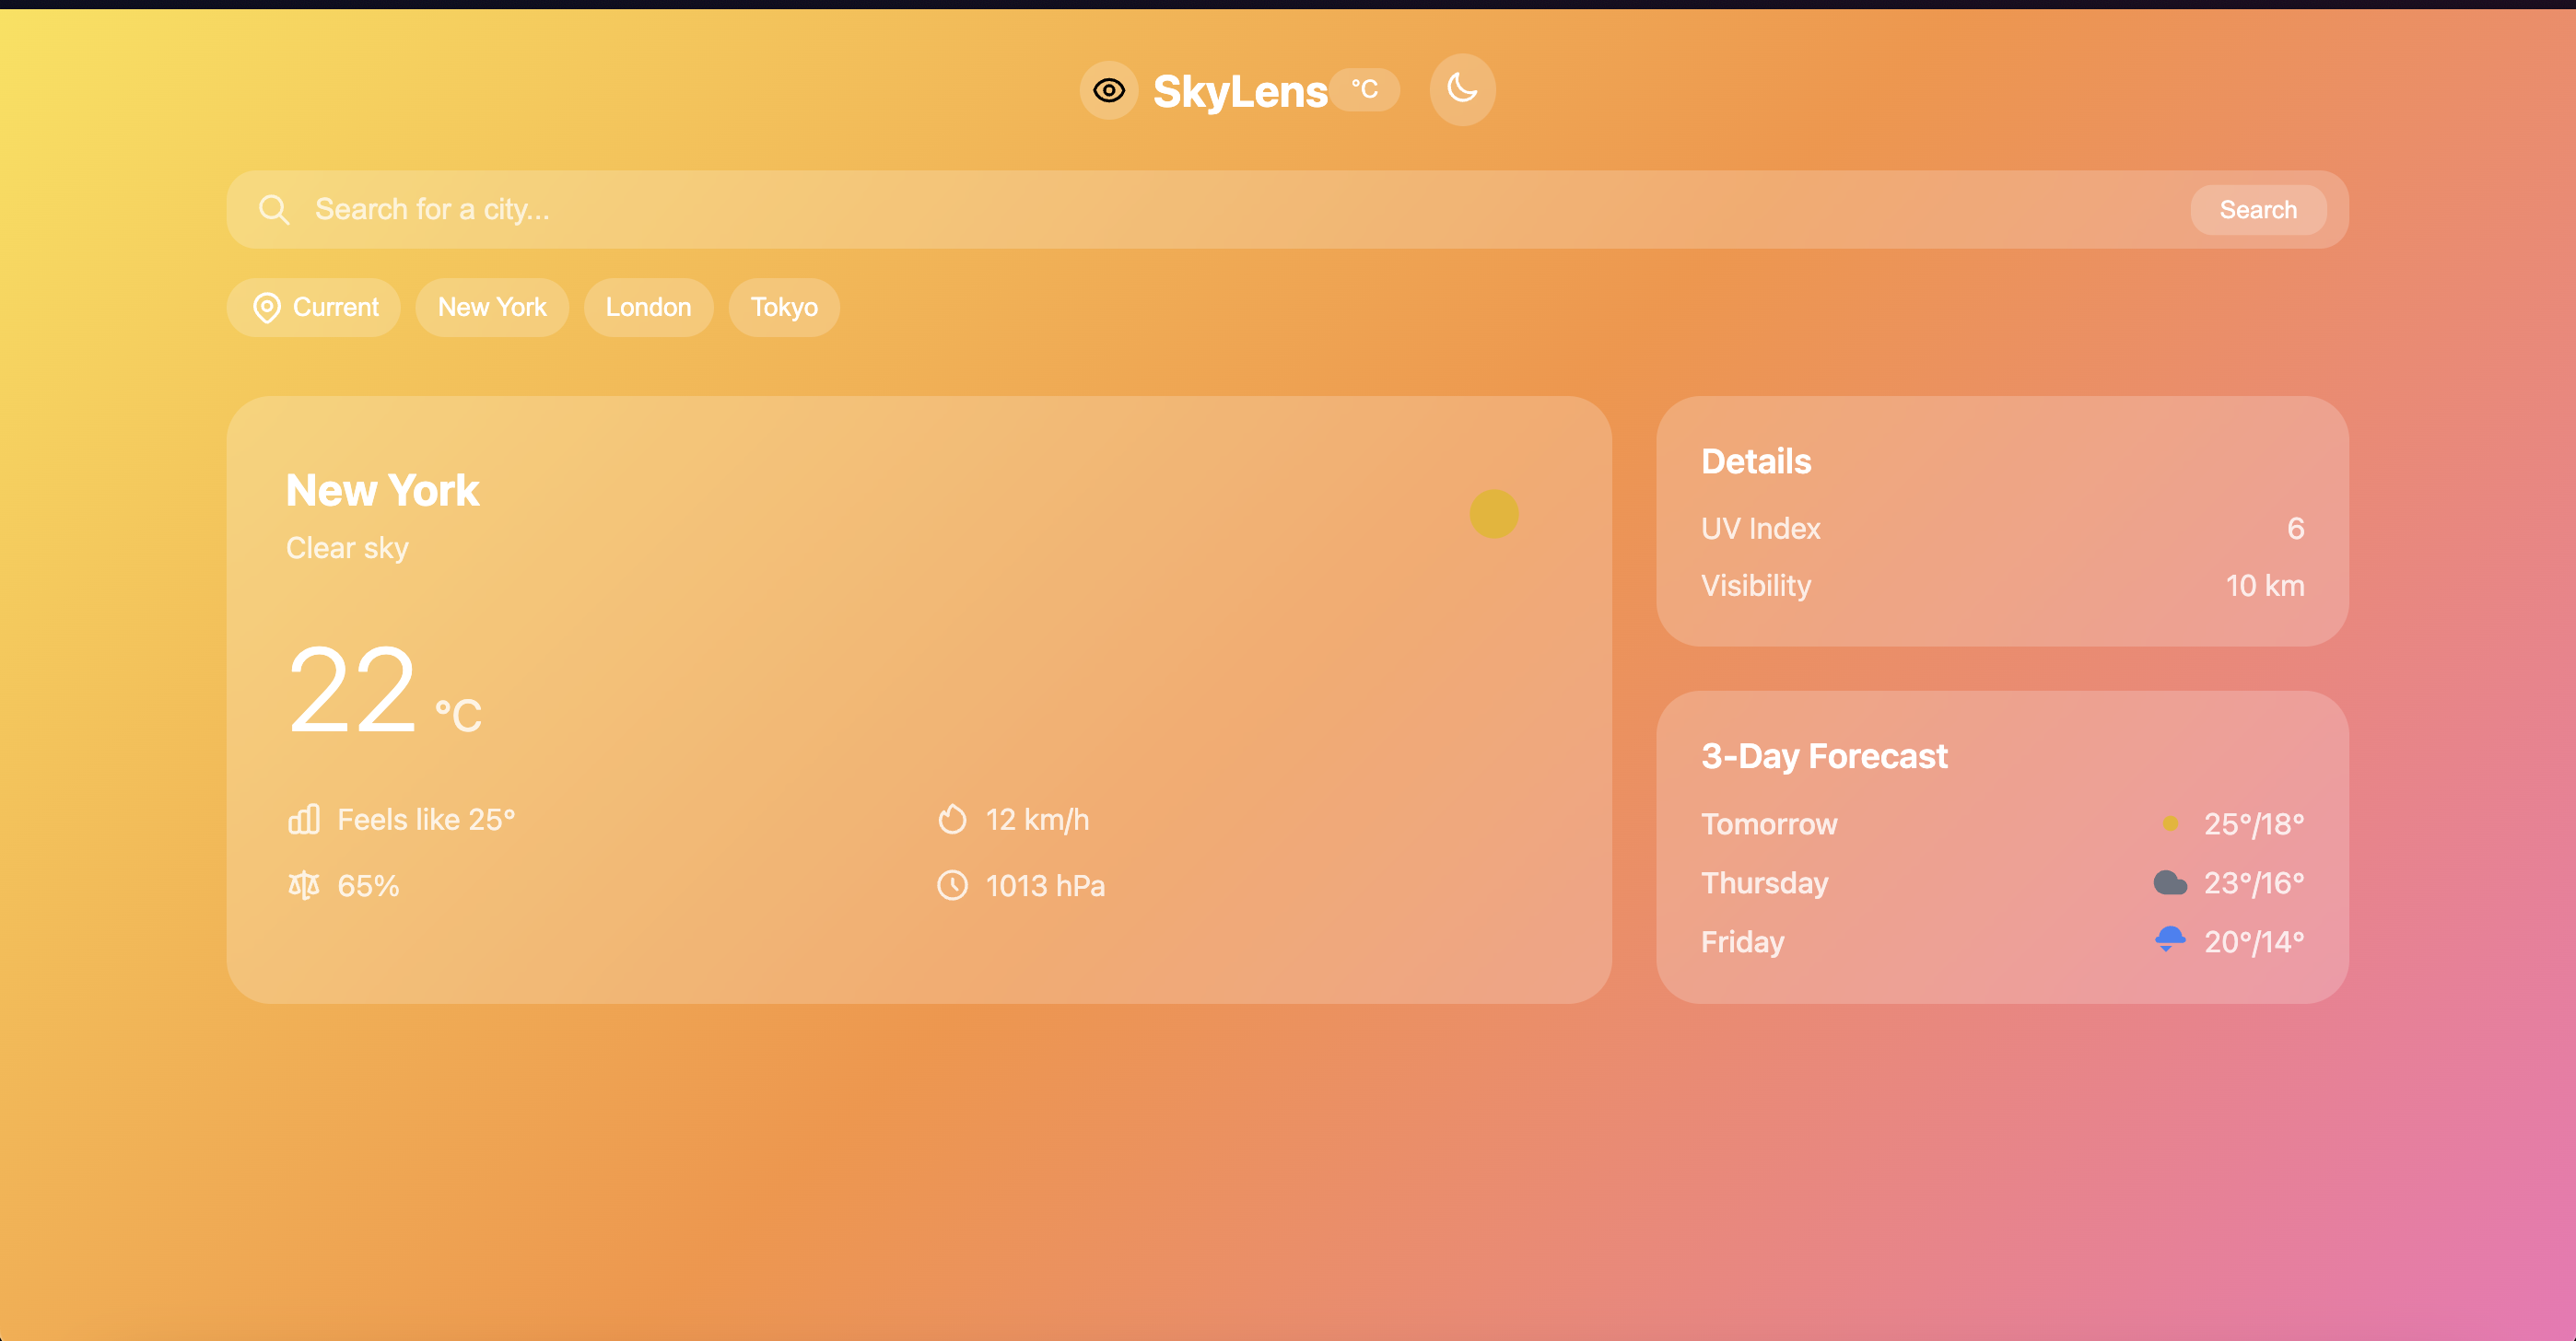 SkyLens °C
Search for a city... Search
Current New York London Tokyo
New York
Clear sky
22 °C
Feels like 25° 12 km/h
65% 1013 hPa
Details
UV Index 6
Visibility 10 km
3-Day Forecast
Tomorrow 25°/18°
Thursday 23°/16°
Friday 20°/14°